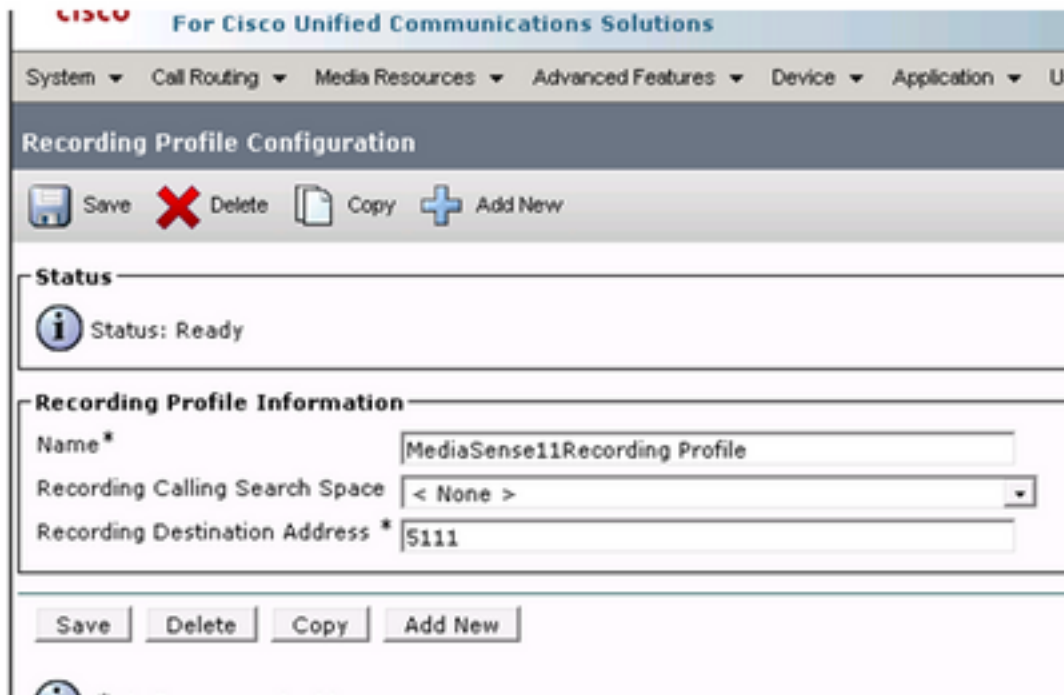 For Cisco Unified Communications Solutions
System Call Routing Media Resources Advanced Features Device Application U
Recording Profile Configuration
Save Delete Copy Add New
Status
Status: Ready
Recording Profile Information
Name* MediaSense11Recording Profile
Recording Calling Search Space < None >
Recording Destination Address * 5111
Save Delete Copy Add New